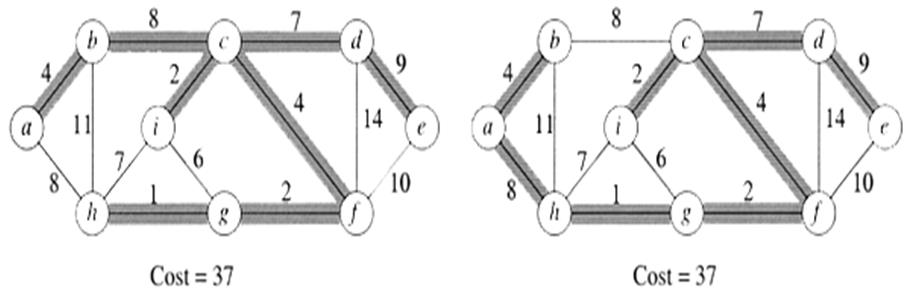 8 7 8 7
b c d b c d
4 2 9 4 2 9
4 4
a 11 i 14 e a 11 i 14 e
7 6 7 6
8 1 2 10 8 1 2 10
h g f h g f
Cost = 37 Cost = 37